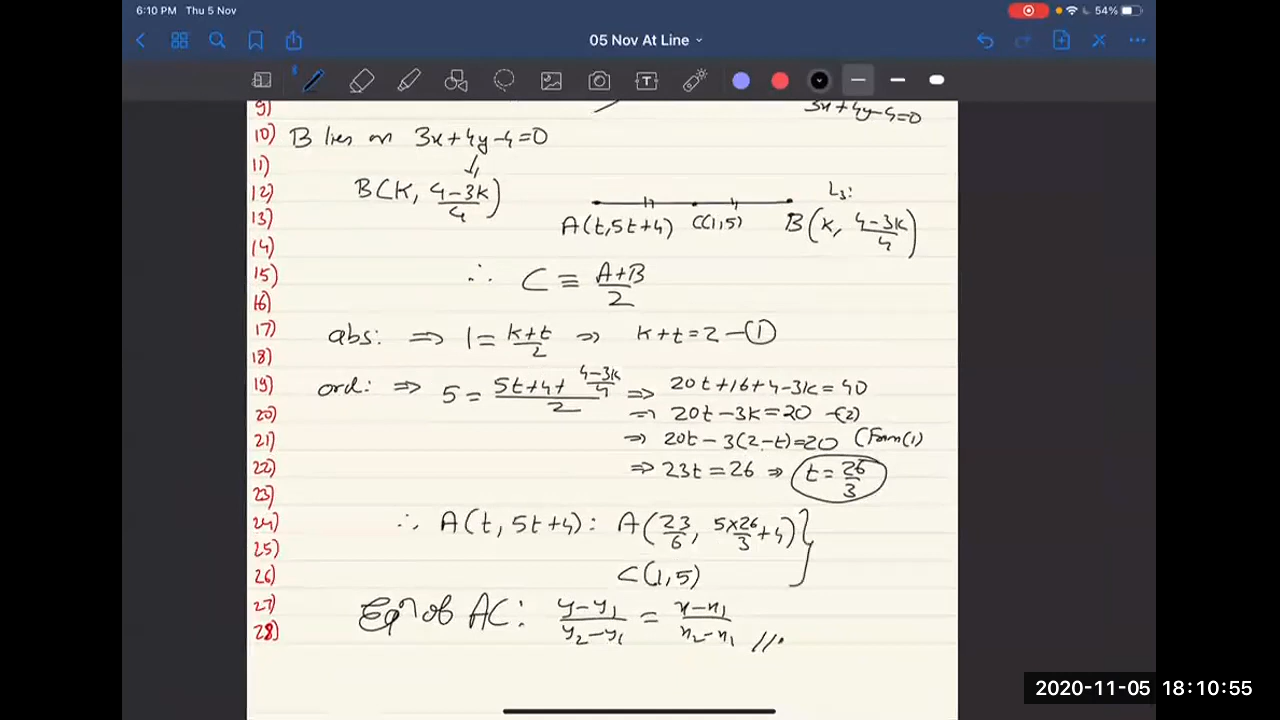 6:10 PM Thu 5 Nov
54%
05 Nov At Line
9)
3x+4y-4=0
10) B lies on 3x+4y-4=0
11)
12) B(K, (4-3K)/4)
L3:
13) A(t,5t+4) C(1,5) B(K, (4-3K)/4)
14)
15) ∴ C ≡ (A+B)/2
16)
17) abs: ⇒ 1 = (k+t)/2 ⇒ k+t=2 —①
18)
19) ord: ⇒ 5 = (5t+4+(4-3K)/4)/2 ⇒ 20t+16+4-3K=40
20) ⇒ 20t-3K=20 —(2)
21) ⇒ 20t-3(2-t)=20 (From(1)
22) ⇒ 23t=26 ⇒ t=26/3
23)
24) ∴ A(t, 5t+4): A(23/6, 5×26/3+4)}
25)
26) C(1,5)
27) Eqn of AC: (y-y1)/(y2-y1) = (x-x1)/(x2-x1) //.
28)
2020-11-05 18:10:55